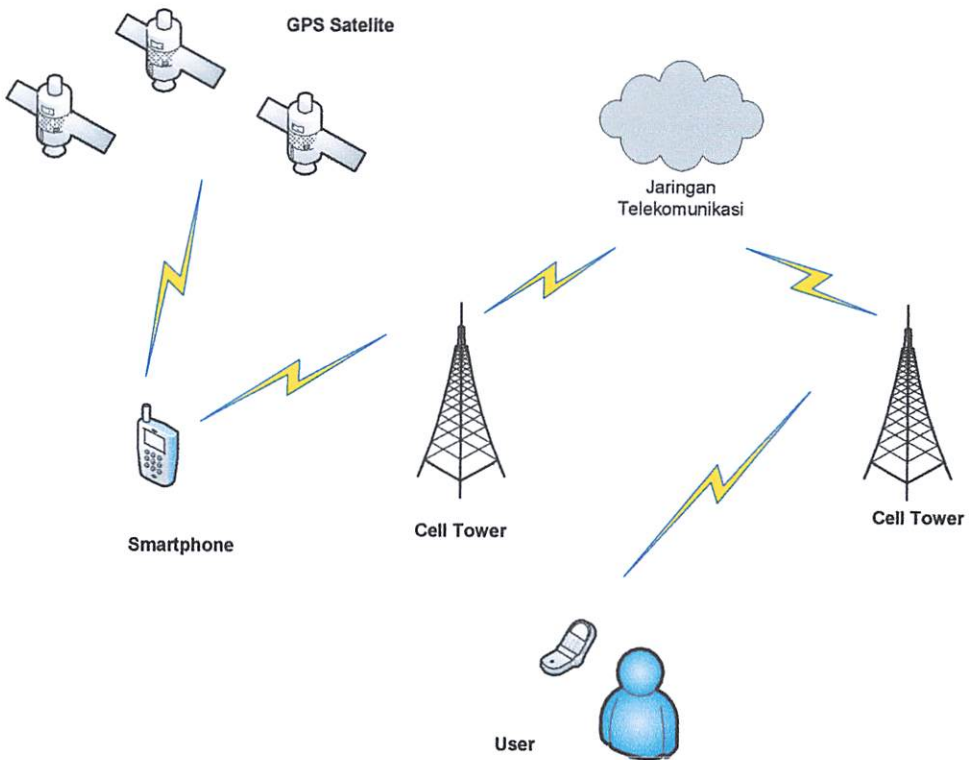 GPS Satelite
Jaringan
Telekomunikasi
Cell Tower
Cell Tower
Smartphone
User